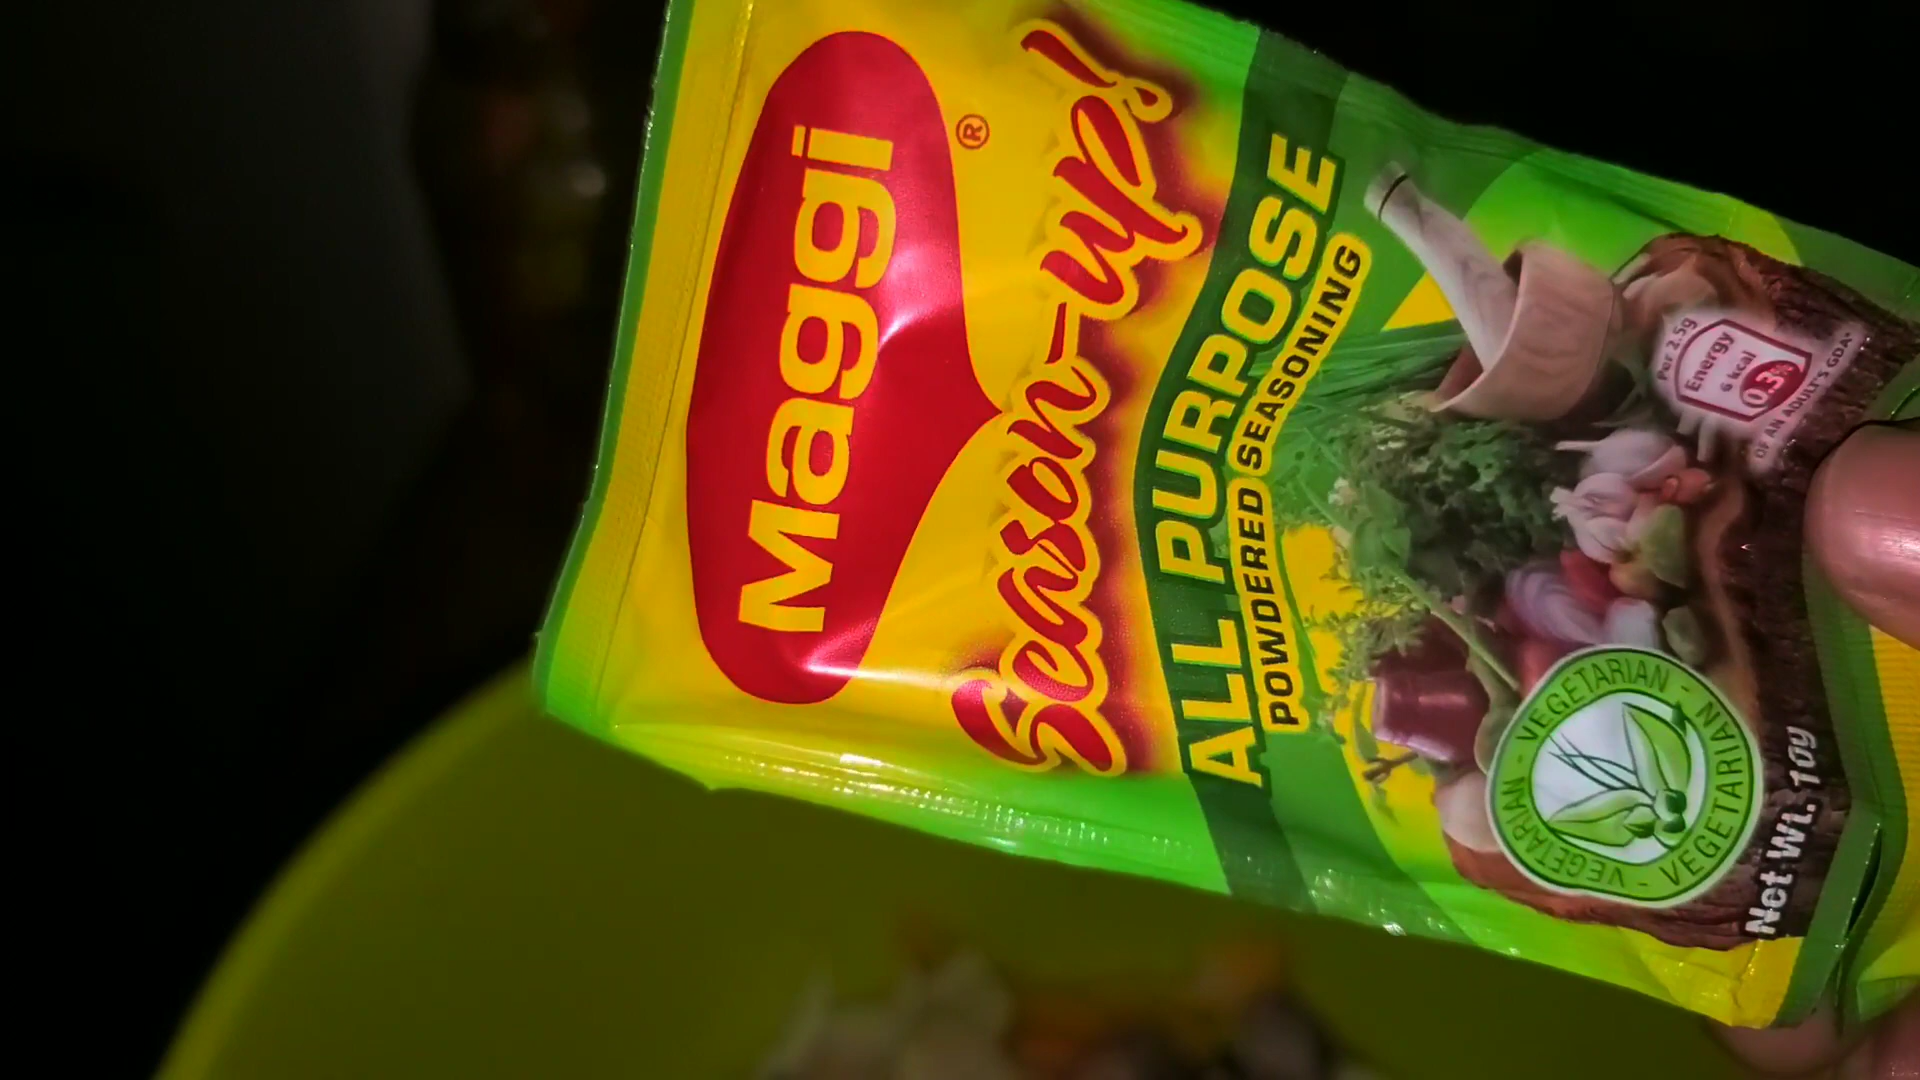 Maggi®
Season-up!
ALL PURPOSE
POWDERED SEASONING
Per 2.5g
Energy
6 kcal
0.3%
OF AN ADULT'S GDA*
VEGETARIAN - VEGETARIAN - VEGETARIAN -
Net Wt. 10g